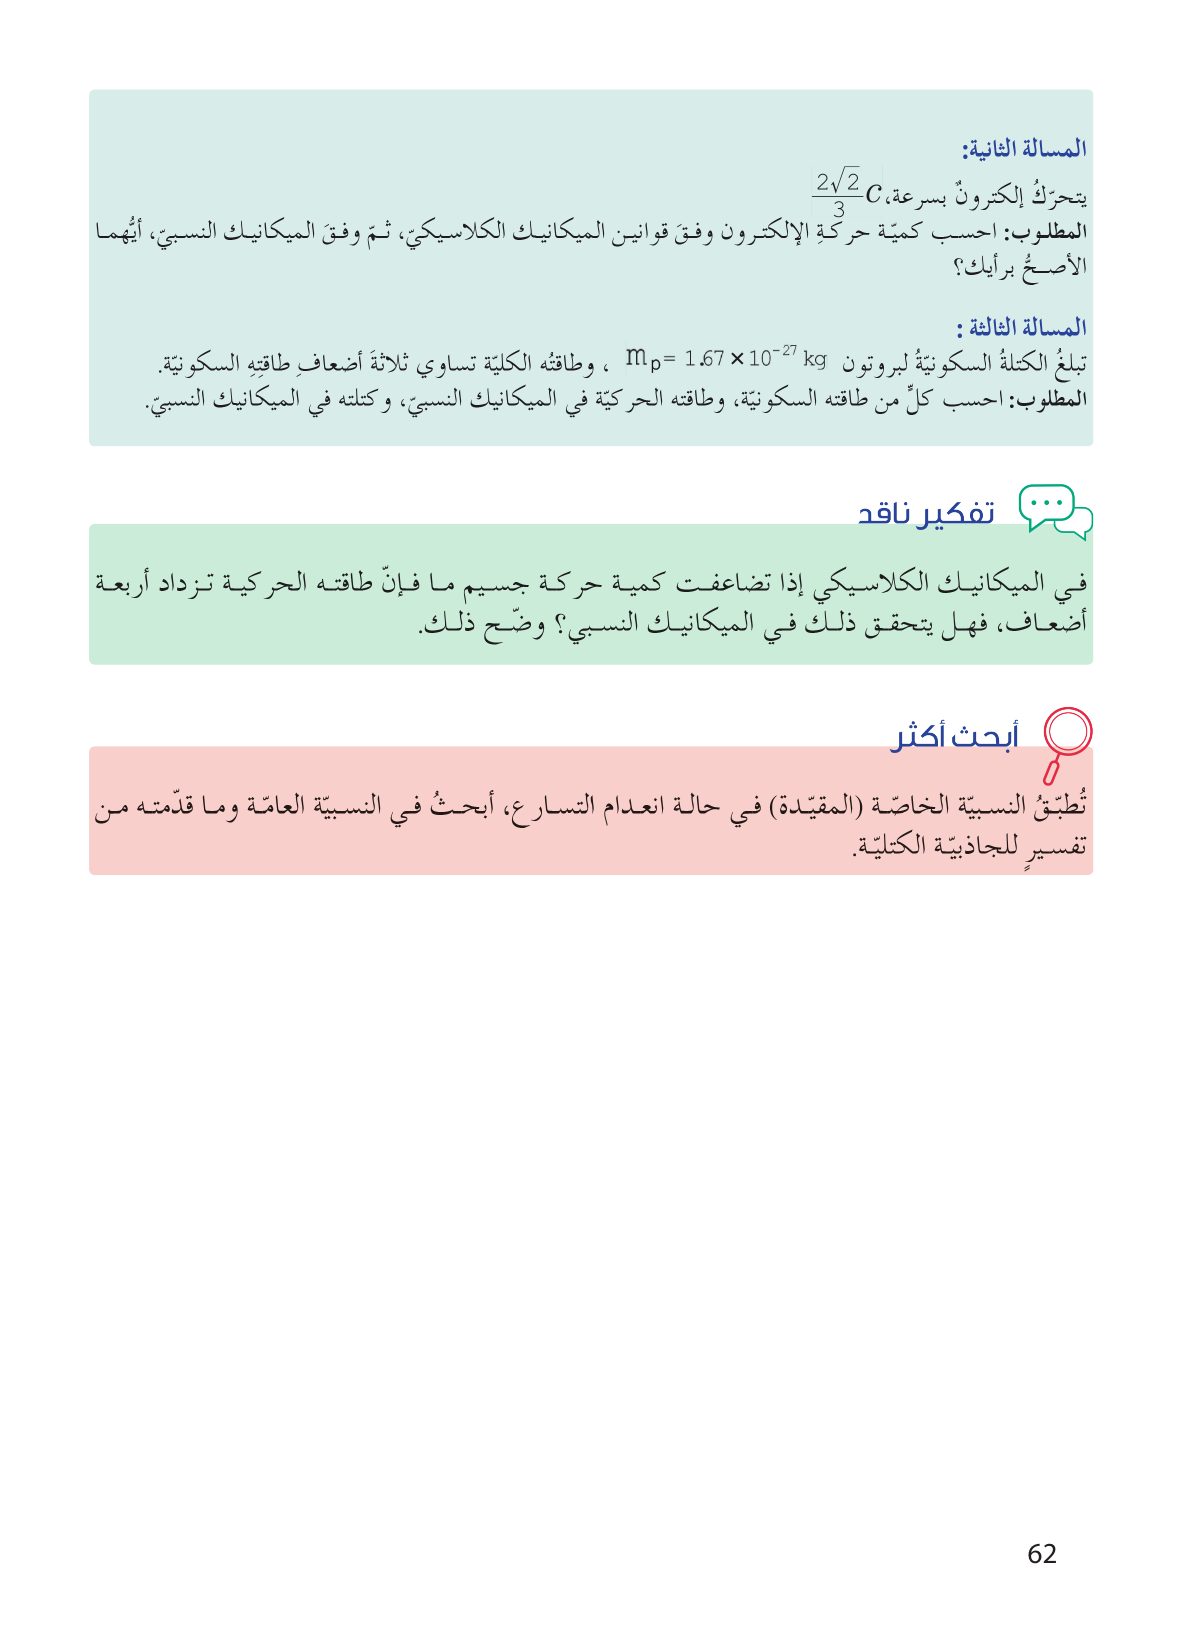 المسالة الثانية:
يتحرّكُ إلكترونٌ بسرعة، 2√2/3 c
المطلوب: احسب كميّة حركةِ الإلكترون وفقَ قوانين الميكانيك الكلاسيكيّ، ثمّ وفقَ الميكانيك النسبيّ، أيُّهما
الأصحُّ برأيك؟
المسالة الثالثة :
تبلغُ الكتلةُ السكونيّةُ لبروتون mp= 1.67 × 10⁻²⁷ kg ، وطاقتُه الكليّة تساوي ثلاثةَ أضعافِ طاقتِهِ السكونيّة.
المطلوب: احسب كلٍّ من طاقته السكونيّة، وطاقته الحركيّة في الميكانيك النسبيّ، وكتلته في الميكانيك النسبيّ.
تفكير ناقد
في الميكانيك الكلاسيكي إذا تضاعفت كمية حركة جسيم ما فإنّ طاقته الحركية تزداد أربعة
أضعاف، فهل يتحقق ذلك في الميكانيك النسبي؟ وضّح ذلك.
أبحث أكثر
تُطبّقُ النسبيّة الخاصّة (المقيّدة) في حالة انعدام التسارع، أبحثُ في النسبيّة العامّة وما قدّمته من
تفسيرٍ للجاذبيّة الكتليّة.
62